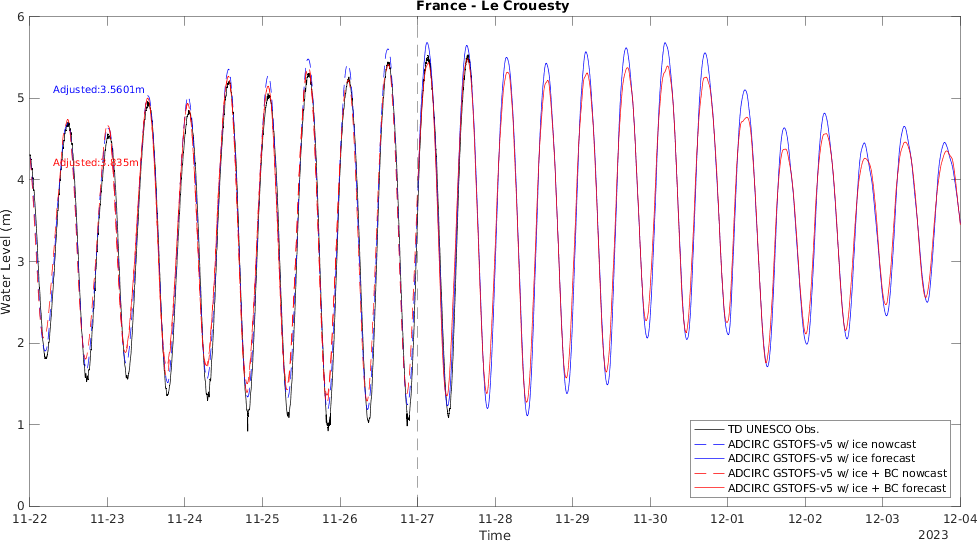 France - Le Crouesty
Water Level (m)
6
5
4
3
2
1
0
Adjusted:3.5601m
Adjusted:3.835m
TD UNESCO Obs.
ADCIRC GSTOFS-v5 w/ ice nowcast
ADCIRC GSTOFS-v5 w/ ice forecast
ADCIRC GSTOFS-v5 w/ ice + BC nowcast
ADCIRC GSTOFS-v5 w/ ice + BC forecast
11-22 11-23 11-24 11-25 11-26 11-27 11-28 11-29 11-30 12-01 12-02 12-03 12-04
Time
2023